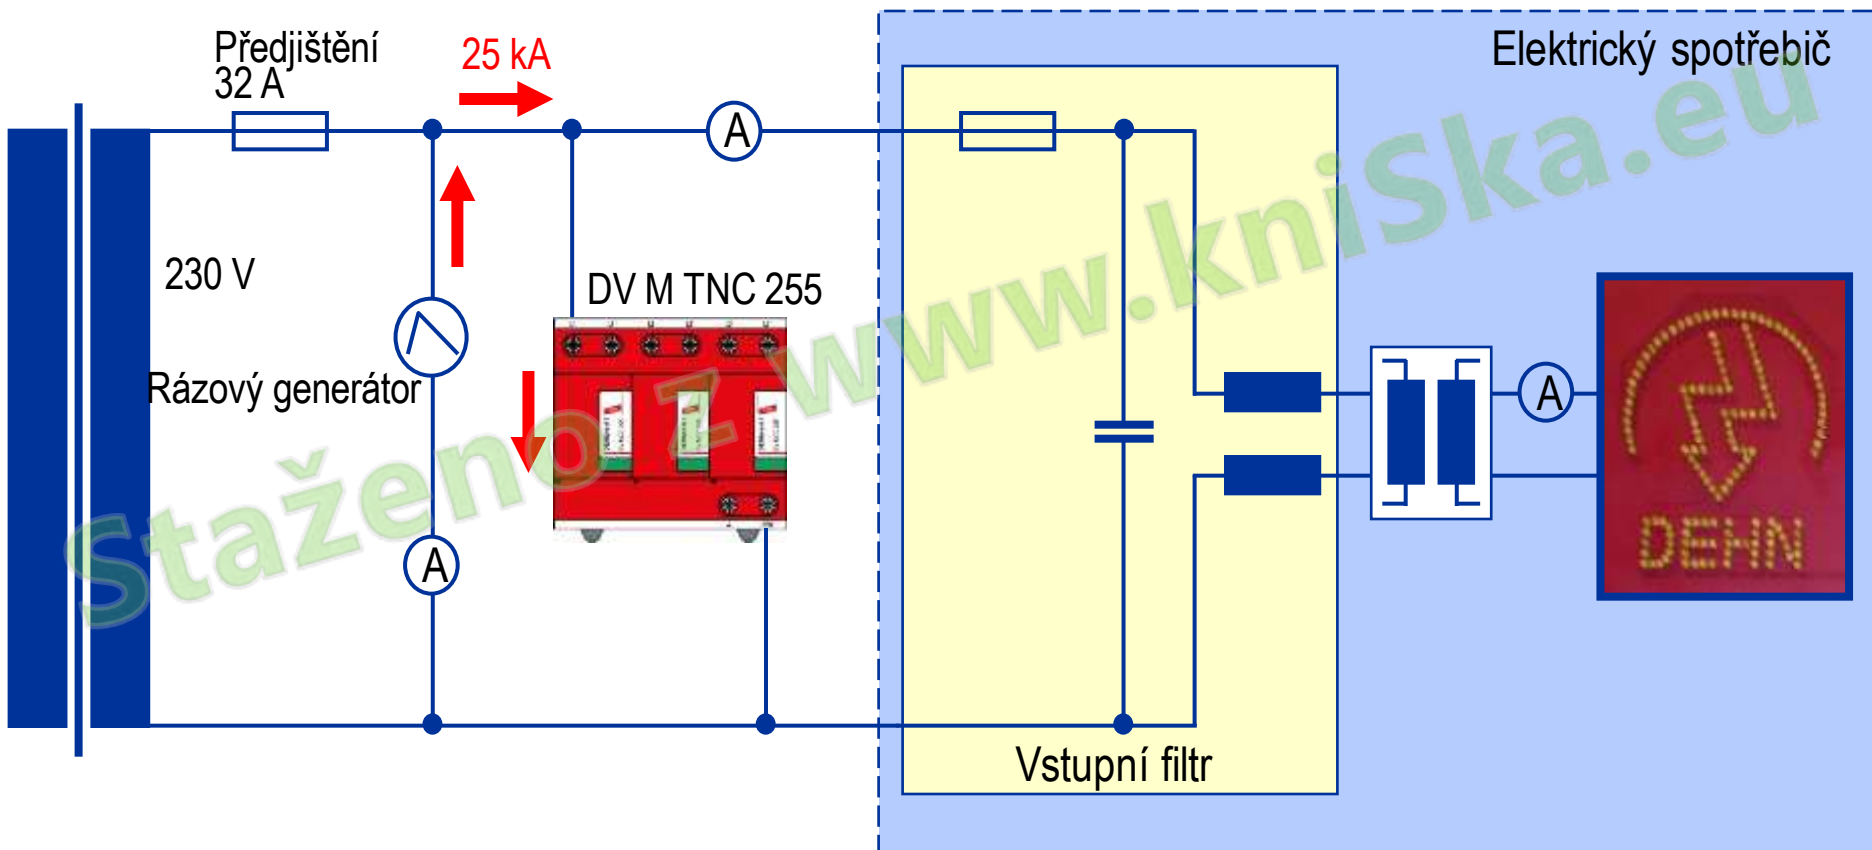 Předjištění
32 A
25 kA
Elektrický spotřebič
A
230 V
DV M TNC 255
Rázový generátor
A
A
DEHN
Vstupní filtr
Staženo z www.kniSka.eu